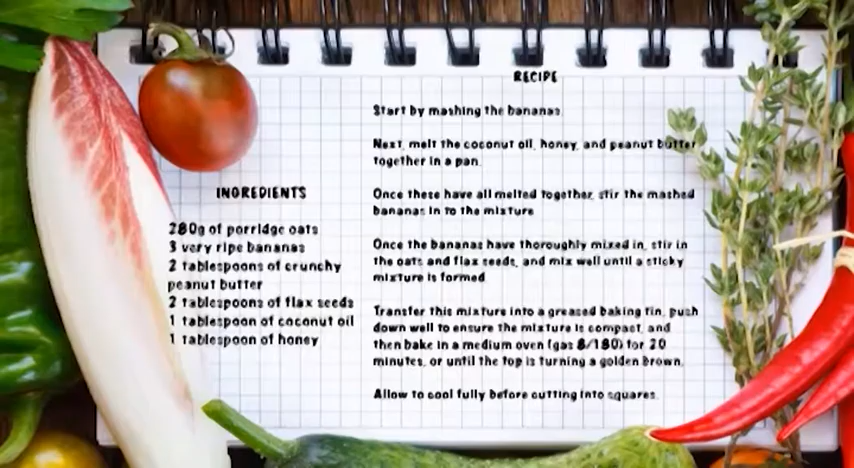 RECIPE
Start by mashing the bananas.
Next, melt the coconut oil, honey, and peanut butter
together in a pan.
Once these have all melted together, stir the mashed
bananas in to the mixture
Once the bananas have thoroughly mixed in, stir in
the oats and flax seeds, and mix well until a sticky
mixture is formed
Transfer this mixture into a greased baking tin, push
down well to ensure the mixture is compact, and
then bake in a medium oven (gas 8/180) for 20
minutes, or until the top is turning a golden brown.
Allow to cool fully before cutting into squares.
INGREDIENTS
280g of porridge oats
3 very ripe bananas
2 tablespoons of crunchy
peanut butter
2 tablespoons of flax seeds
1 tablespoon of coconut oil
1 tablespoon of honey